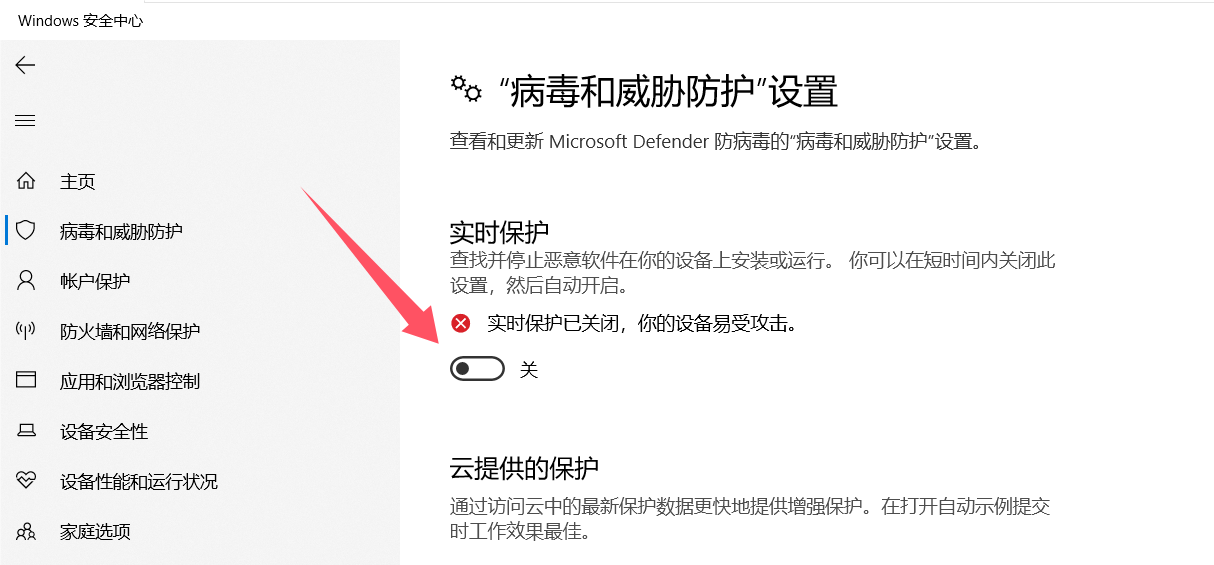 Windows 安全中心
主页
病毒和威胁防护
帐户保护
防火墙和网络保护
应用和浏览器控制
设备安全性
设备性能和运行状况
家庭选项
“病毒和威胁防护”设置
查看和更新 Microsoft Defender 防病毒的“病毒和威胁防护”设置。
实时保护
查找并停止恶意软件在你的设备上安装或运行。 你可以在短时间内关闭此
设置，然后自动开启。
实时保护已关闭，你的设备易受攻击。
关
云提供的保护
通过访问云中的最新保护数据更快地提供增强保护。在打开自动示例提交
时工作效果最佳。